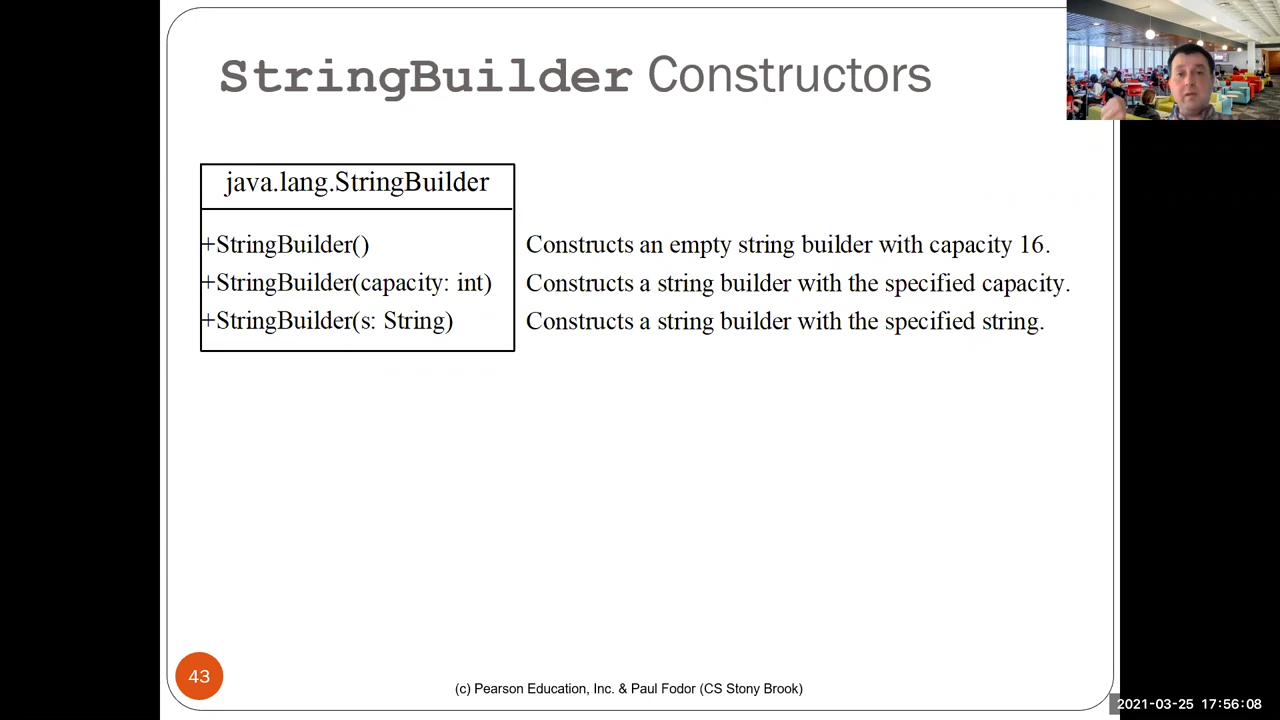 StringBuilder Constructors
java.lang.StringBuilder
+StringBuilder() Constructs an empty string builder with capacity 16.
+StringBuilder(capacity: int) Constructs a string builder with the specified capacity.
+StringBuilder(s: String) Constructs a string builder with the specified string.
43
(c) Pearson Education, Inc. & Paul Fodor (CS Stony Brook)
2021-03-25 17:56:08